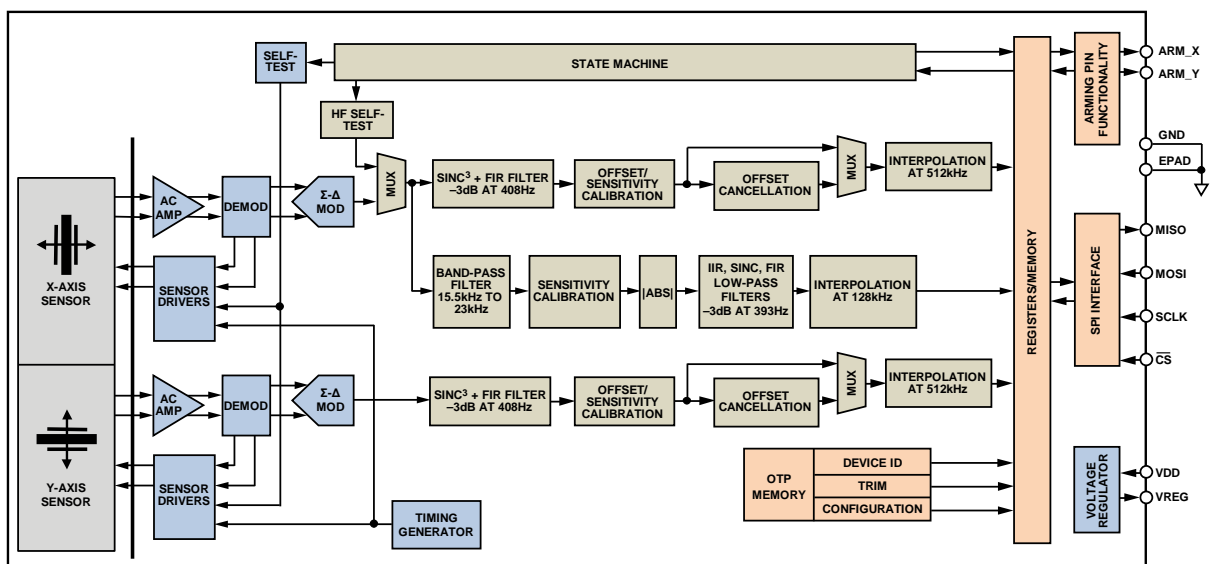 SELF-
TEST
STATE MACHINE
ARMING PIN
FUNCTIONALITY
ARM_X
ARM_Y
HF SELF-
TEST
GND
EPAD
MUX
SINC³ + FIR FILTER
–3dB AT 408Hz
OFFSET/
SENSITIVITY
CALIBRATION
OFFSET
CANCELLATION
MUX
INTERPOLATION
AT 512kHz
AC
AMP
DEMOD
Σ-Δ
MOD
X-AXIS
SENSOR
SENSOR
DRIVERS
BAND-PASS
FILTER
15.5kHz TO
23kHz
SENSITIVITY
CALIBRATION
|ABS|
IIR, SINC, FIR
LOW-PASS
FILTERS
–3dB AT 393Hz
INTERPOLATION
AT 128kHz
REGISTERS/MEMORY
SPI INTERFACE
MISO
MOSI
SCLK
CS
AC
AMP
DEMOD
Σ-Δ
MOD
SINC³ + FIR FILTER
–3dB AT 408Hz
OFFSET/
SENSITIVITY
CALIBRATION
OFFSET
CANCELLATION
MUX
INTERPOLATION
AT 512kHz
Y-AXIS
SENSOR
SENSOR
DRIVERS
TIMING
GENERATOR
OTP
MEMORY
DEVICE ID
TRIM
CONFIGURATION
VOLTAGE
REGULATOR
VDD
VREG